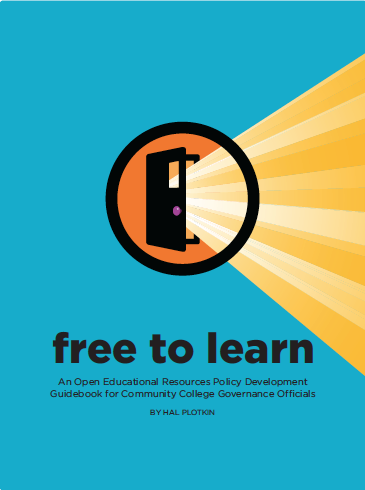 free to learn
An Open Educational Resources Policy Development
Guidebook for Community College Governance Officials
BY HAL PLOTKIN